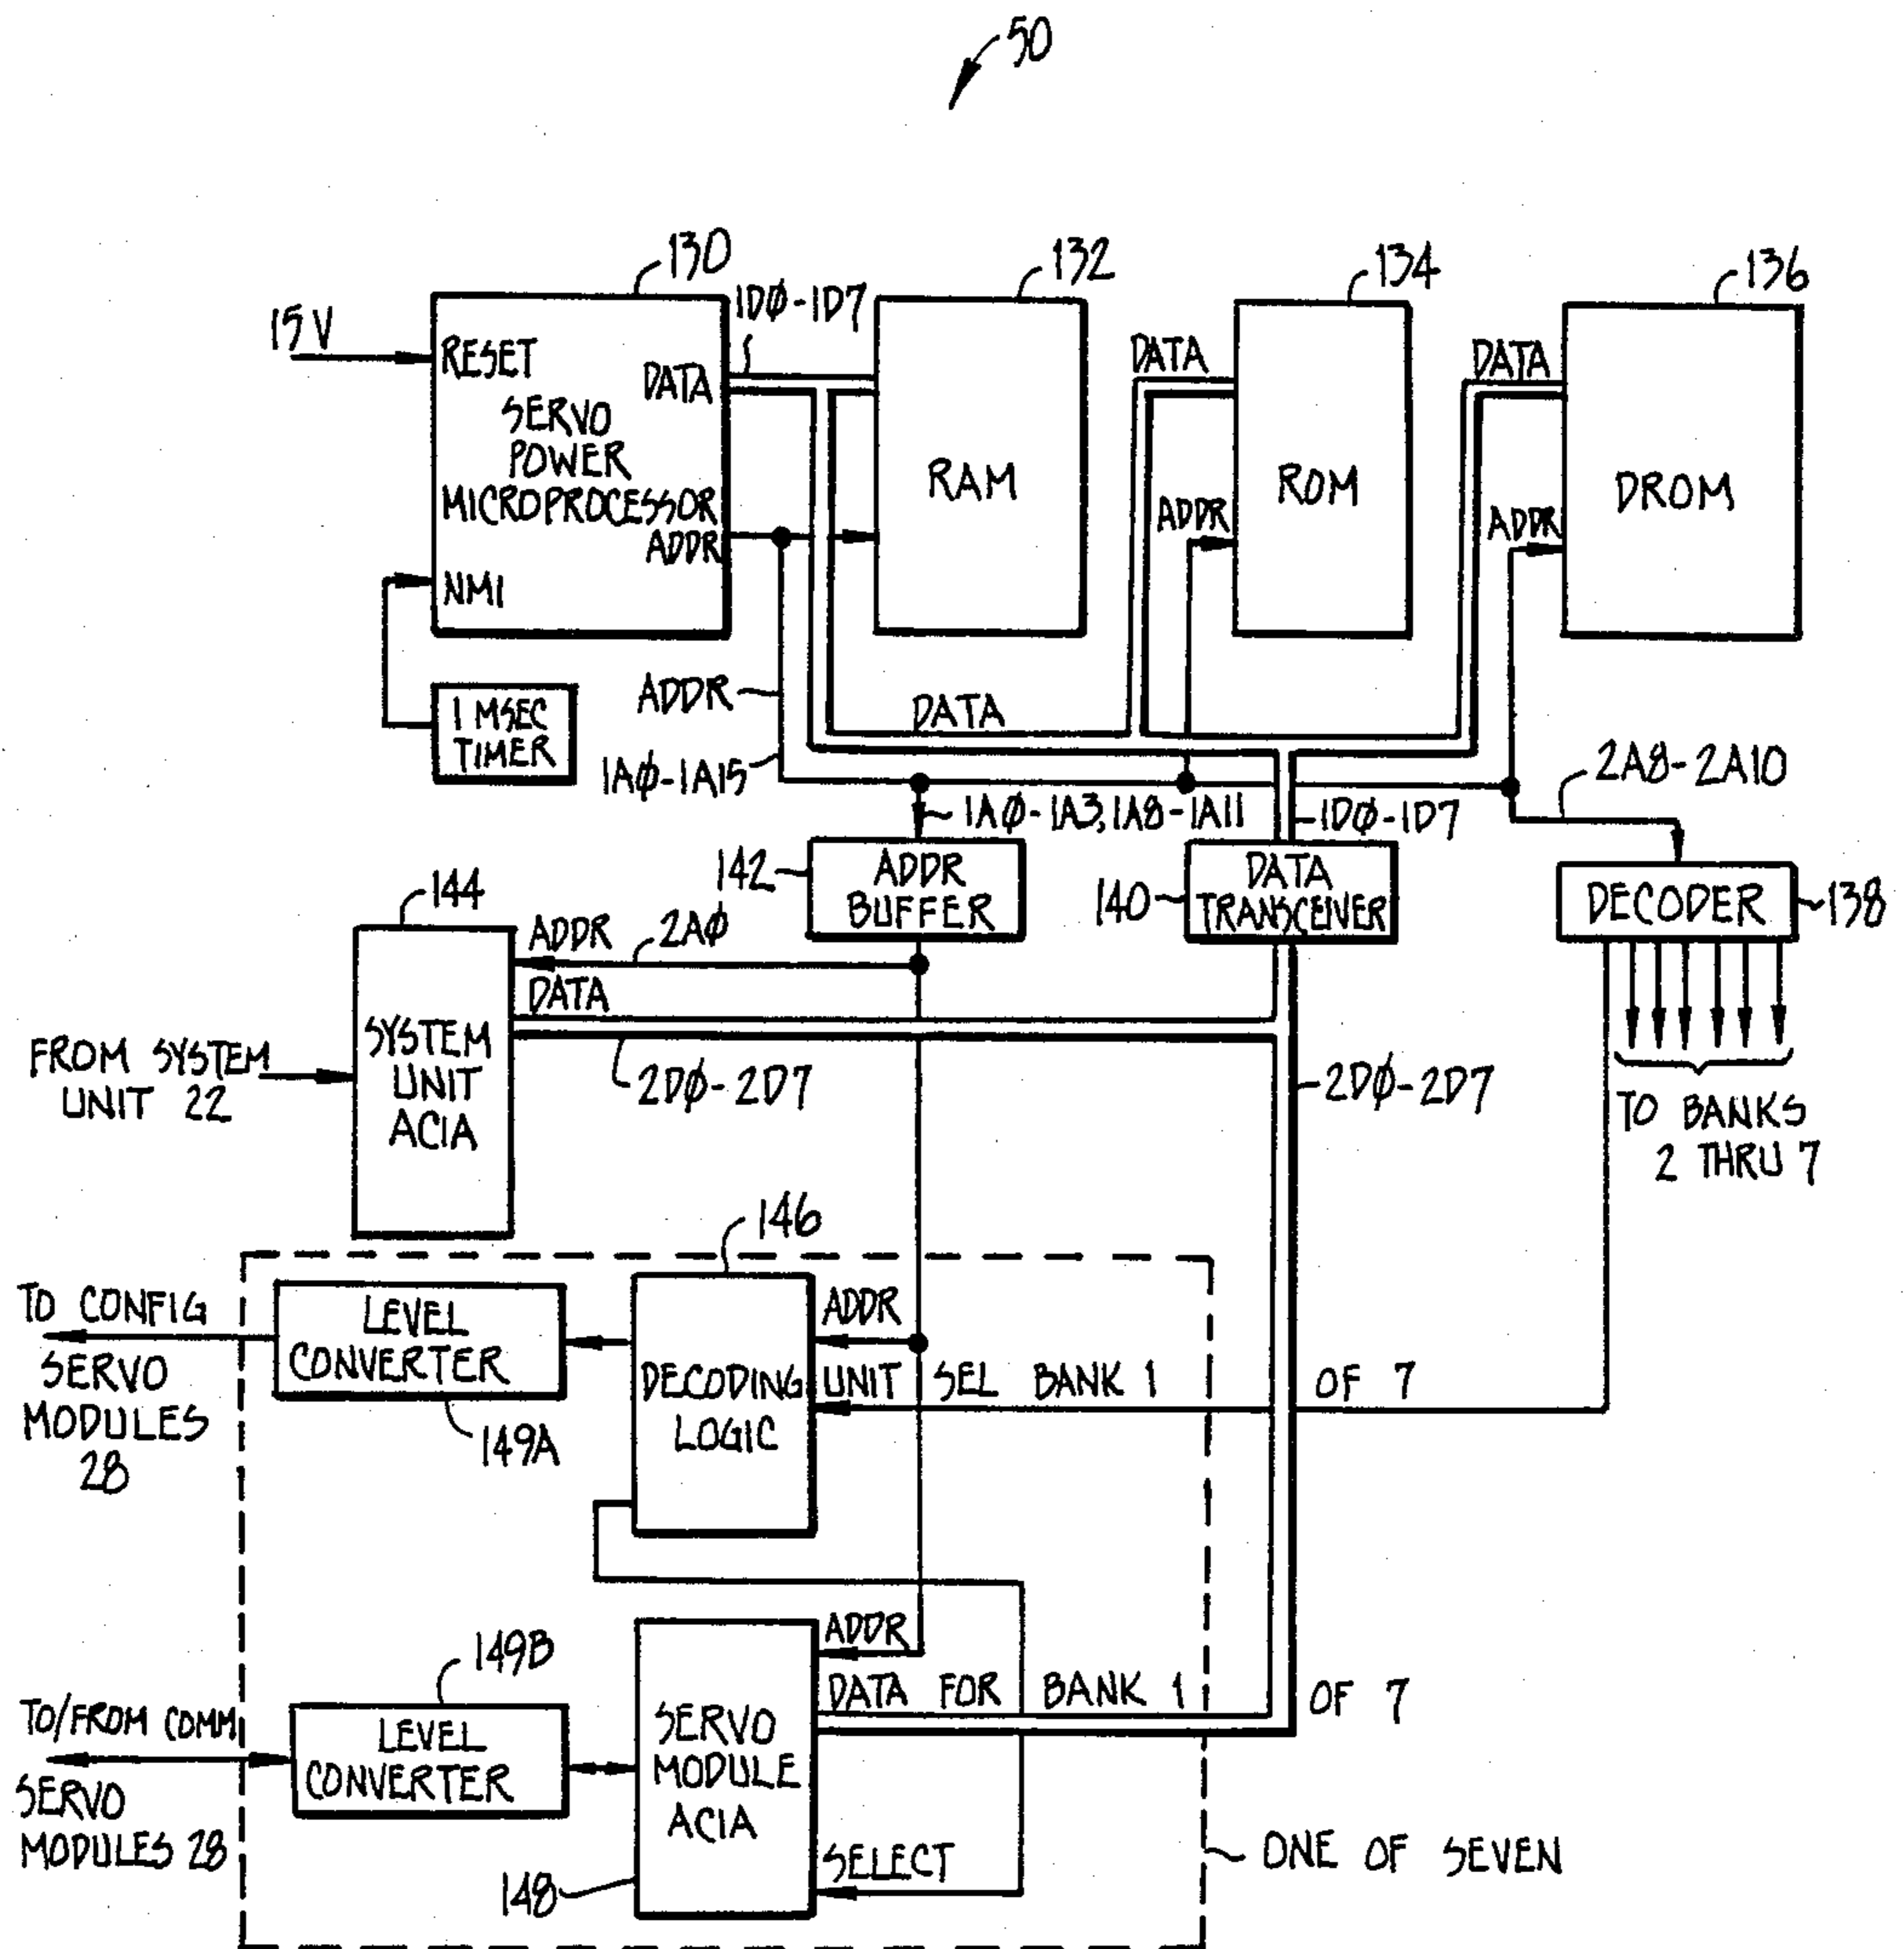 50
130
132
134
136
1DØ-1D7
15V
RESET
DATA
SERVO
POWER
MICROPROCESSOR
ADDR
NMI
RAM
DATA
ADDR
ROM
DATA
ADDR
DROM
1 MSEC
TIMER
ADDR
DATA
1AØ-1A15
2A8-2A10
1AØ-1A3, 1A8-1A11
1DØ-1D7
142
ADDR
BUFFER
140
DATA
TRANSCEIVER
DECODER
138
144
ADDR
2AØ
DATA
SYSTEM
UNIT
ACIA
FROM SYSTEM
UNIT 22
2DØ-2D7
2DØ-2D7
TO BANKS
2 THRU 7
146
TO CONFIG
SERVO
MODULES
28
LEVEL
CONVERTER
149A
DECODING
LOGIC
ADDR
UNIT SEL BANK 1 OF 7
149B
TO/FROM COMM
SERVO
MODULES 28
LEVEL
CONVERTER
SERVO
MODULE
ACIA
148
ADDR
DATA FOR BANK 1 OF 7
SELECT
ONE OF SEVEN